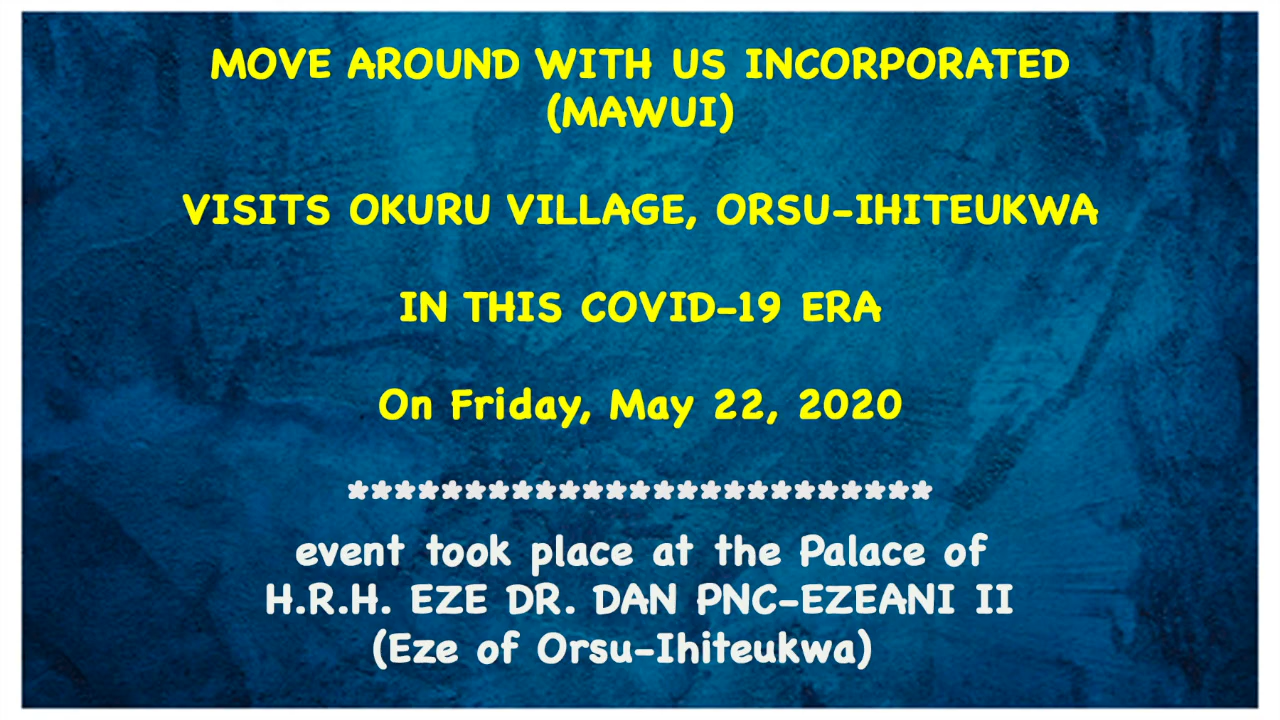 MOVE AROUND WITH US INCORPORATED
(MAWUI)
VISITS OKURU VILLAGE, ORSU-IHITEUKWA
IN THIS COVID-19 ERA
On Friday, May 22, 2020
*************************
event took place at the Palace of
H.R.H. EZE DR. DAN PNC-EZEANI II
(Eze of Orsu-Ihiteukwa)